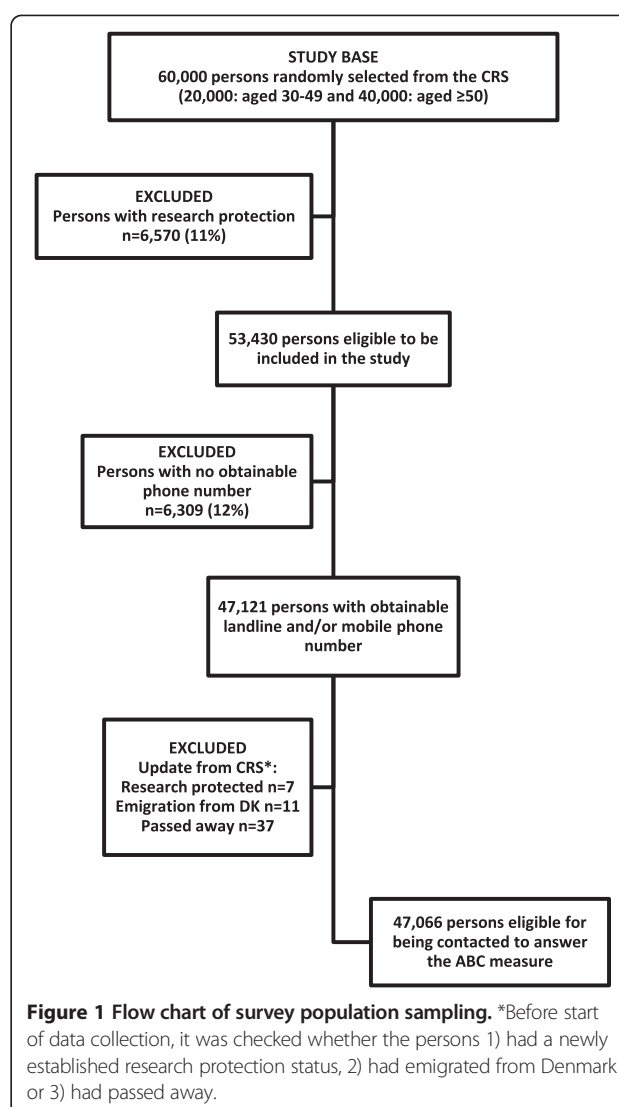 STUDY BASE
60,000 persons randomly selected from the CRS
(20,000: aged 30-49 and 40,000: aged ≥50)
EXCLUDED
Persons with research protection
n=6,570 (11%)
53,430 persons eligible to be
included in the study
EXCLUDED
Persons with no obtainable
phone number
n=6,309 (12%)
47,121 persons with obtainable
landline and/or mobile phone
number
EXCLUDED
Update from CRS*:
Research protected n=7
Emigration from DK n=11
Passed away n=37
47,066 persons eligible for
being contacted to answer
the ABC measure
Figure 1 Flow chart of survey population sampling. *Before start
of data collection, it was checked whether the persons 1) had a newly
established research protection status, 2) had emigrated from Denmark
or 3) had passed away.